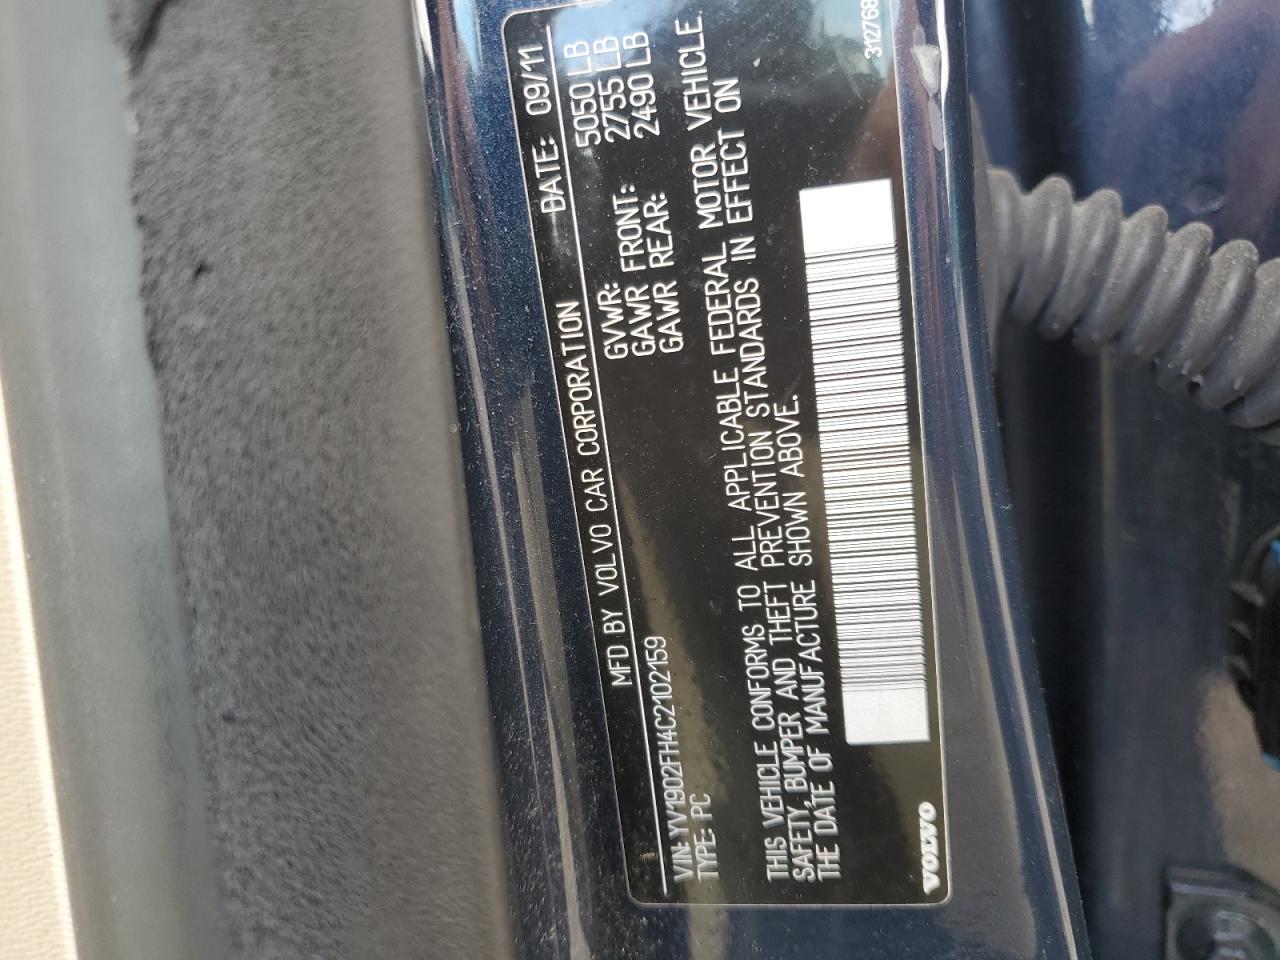 MFD BY VOLVO CAR CORPORATION DATE: 09/11
GVWR: 5050 LB
GAWR FRONT: 2755 LB
GAWR REAR: 2490 LB
VIN: YV1902FH4C2102159
TYPE: PC
THIS VEHICLE CONFORMS TO ALL APPLICABLE FEDERAL MOTOR VEHICLE
SAFETY, BUMPER AND THEFT PREVENTION STANDARDS IN EFFECT ON
THE DATE OF MANUFACTURE SHOWN ABOVE.
VOLVO